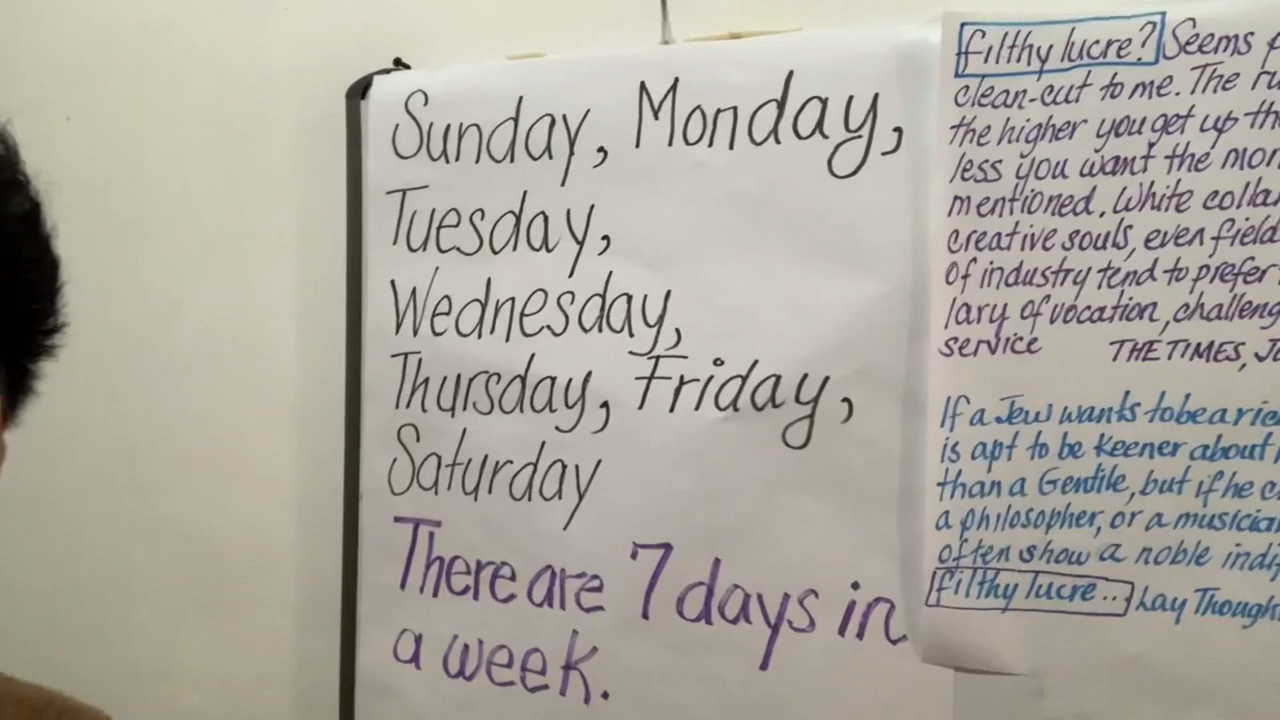 Sunday, Monday,
Tuesday,
Wednesday,
Thursday, Friday,
Saturday
There are 7 days in
a week.
filthy lucre? Seems
clean-cut to me. The
the higher you get up
less you want the
mentioned. White
creative souls, even field
of industry tend to prefer
lary of vocation,
service THE TIMES,
If a Jew wants to be a
is apt to be keener about
than a Gentile, but if he
a philosopher, or a
often show a noble
filthy lucre... Lay